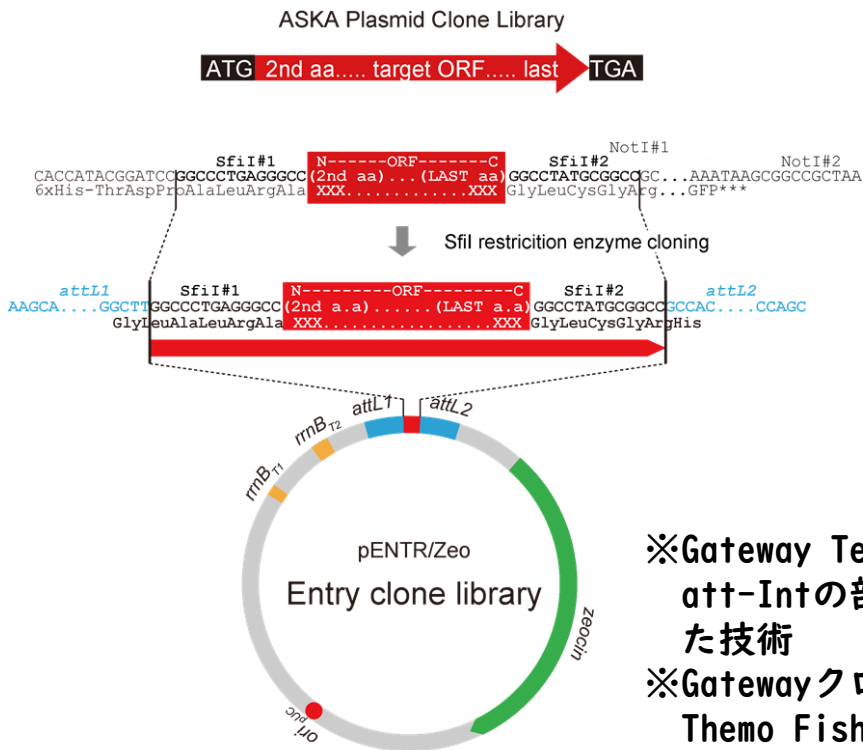 ASKA Plasmid Clone Library
ATG 2nd aa..... target ORF..... last TGA
NotI#1
SfiI#1 N------ORF-------C SfiI#2 NotI#2
CACCATACGGATCCGGCCCTGAGGGCC(2nd aa)...(LAST aa)GGCCTATGCGGCCGC...AAATAAGCGGCCGCTAA
6xHis-ThrAspProAlaLeuArgAla XXX.............XXX GlyLeuCysGlyArg...GFP***
SfiI restricition enzyme cloning
attL1 SfiI#1 N---------ORF---------C SfiI#2 attL2
AAGCA....GGCTTGGCCCTGAGGGCC(2nd a.a)......(LAST a.a)GGCCTATGCGGCCGCCAC....CCAGC
GlyLeuAlaLeuArgAla XXX.................XXX GlyLeuCysGlyArgHis
attL1 attL2
rrnB T2
rrnB T1
pENTR/Zeo
Entry clone library
zeocin
ori pUC
※Gateway Te
att-Intの部
た技術
※Gatewayクロ
Themo Fish